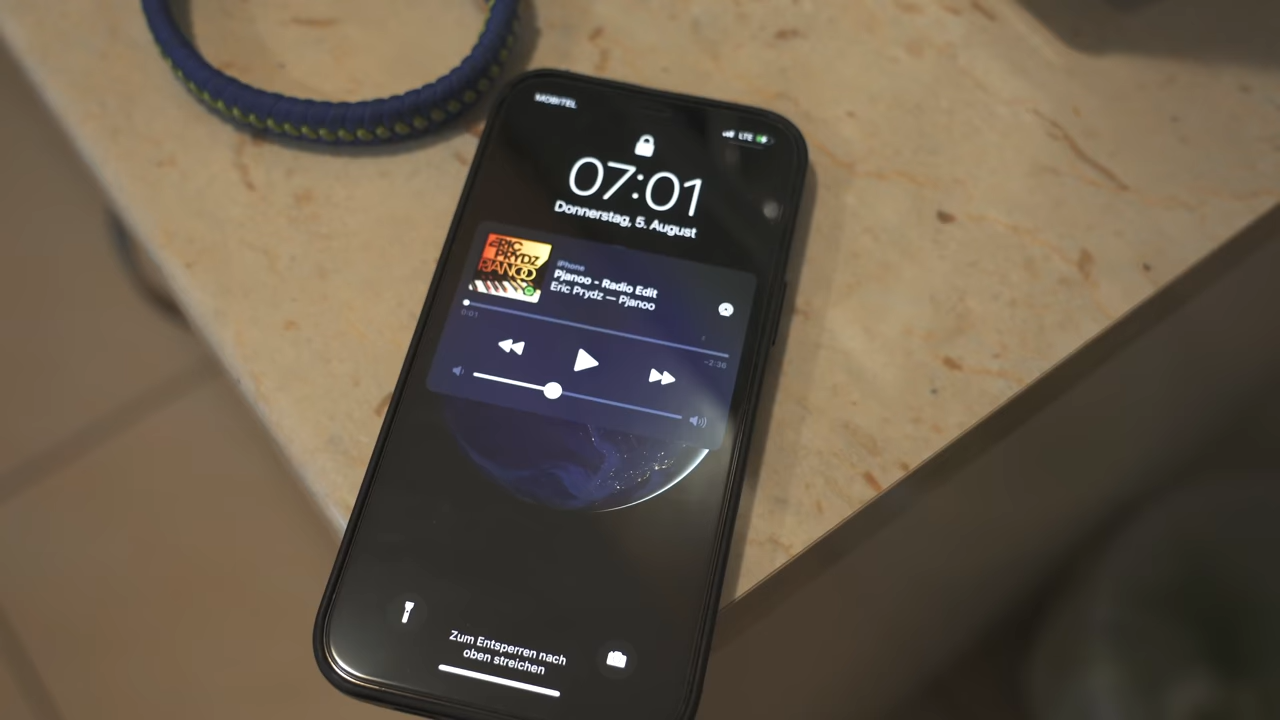 MOBITEL
LTE
07:01
Donnerstag, 5. August
ERIC
PRYDZ
PJANOO
iPhone
Pjanoo - Radio Edit
Eric Prydz — Pjanoo
0:01
-2:36
Zum Entsperren nach
oben streichen